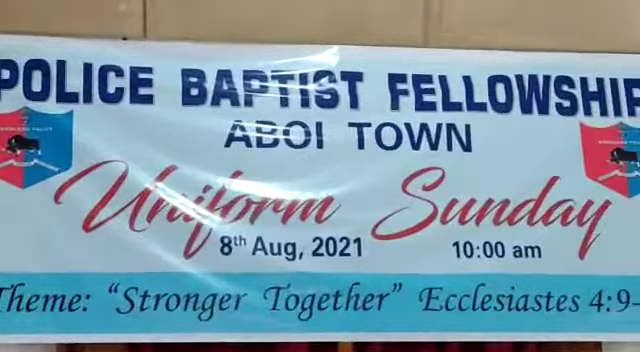 POLICE BAPTIST FELLOWSHIP
ABOI TOWN
Uniform Sunday
8th Aug, 2021 10:00 am
Theme: "Stronger Together" Ecclesiastes 4:9-